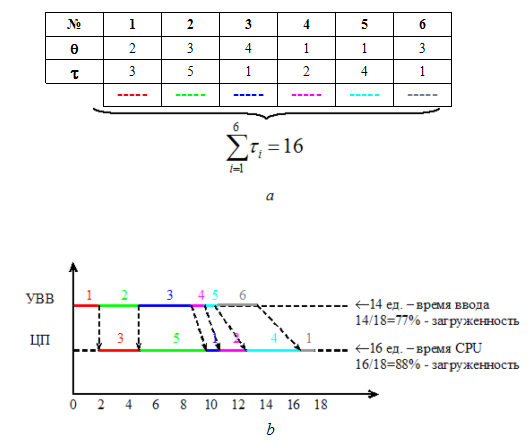 № 1 2 3 4 5 6
θ 2 3 4 1 1 3
τ 3 5 1 2 4 1
6
∑ τi = 16
i=1
a
УВВ 1 2 3 4 5 6
←14 ед. – время ввода
14/18=77% - загруженность
ЦП 3 5 1 2 4 1
←16 ед. – время CPU
16/18=88% - загруженность
0 2 4 6 8 10 12 14 16 18
b